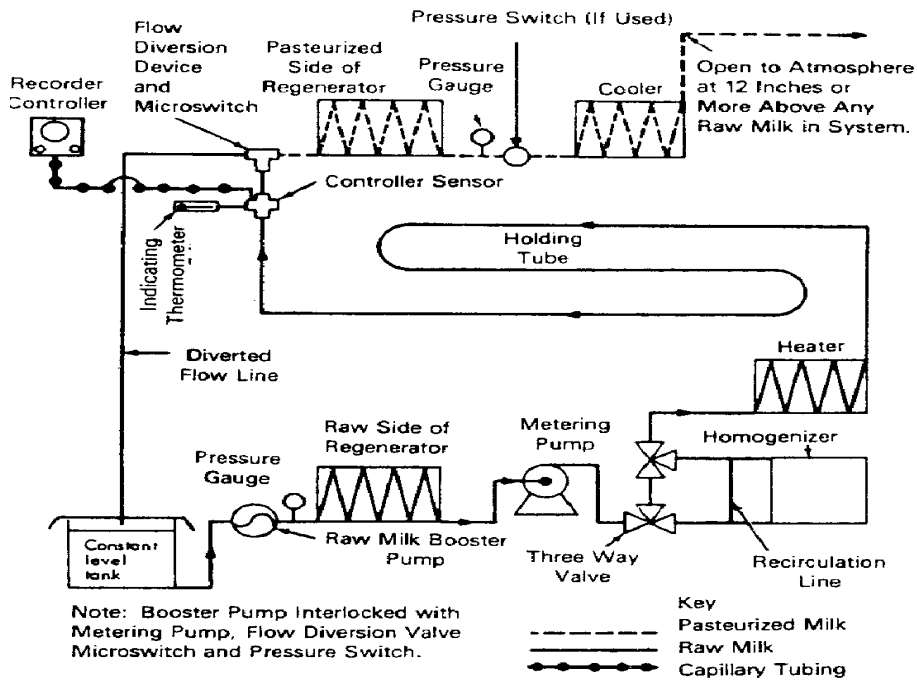 Pressure Switch (If Used)
Flow
Diversion
Device
and
Microswitch
Pasteurized
Side of
Regenerator
Pressure
Gauge
Cooler
Open to Atmosphere
at 12 Inches or
More Above Any
Raw Milk in System.
Recorder
Controller
Controller Sensor
Indicating
Thermometer
Holding
Tube
Diverted
Flow Line
Heater
Raw Side of
Regenerator
Metering
Pump
Homogenizer
Pressure
Gauge
Constant
level
tank
Raw Milk Booster
Pump
Three Way
Valve
Recirculation
Line
Note: Booster Pump Interlocked with
Metering Pump, Flow Diversion Valve
Microswitch and Pressure Switch.
Key
Pasteurized Milk
Raw Milk
Capillary Tubing